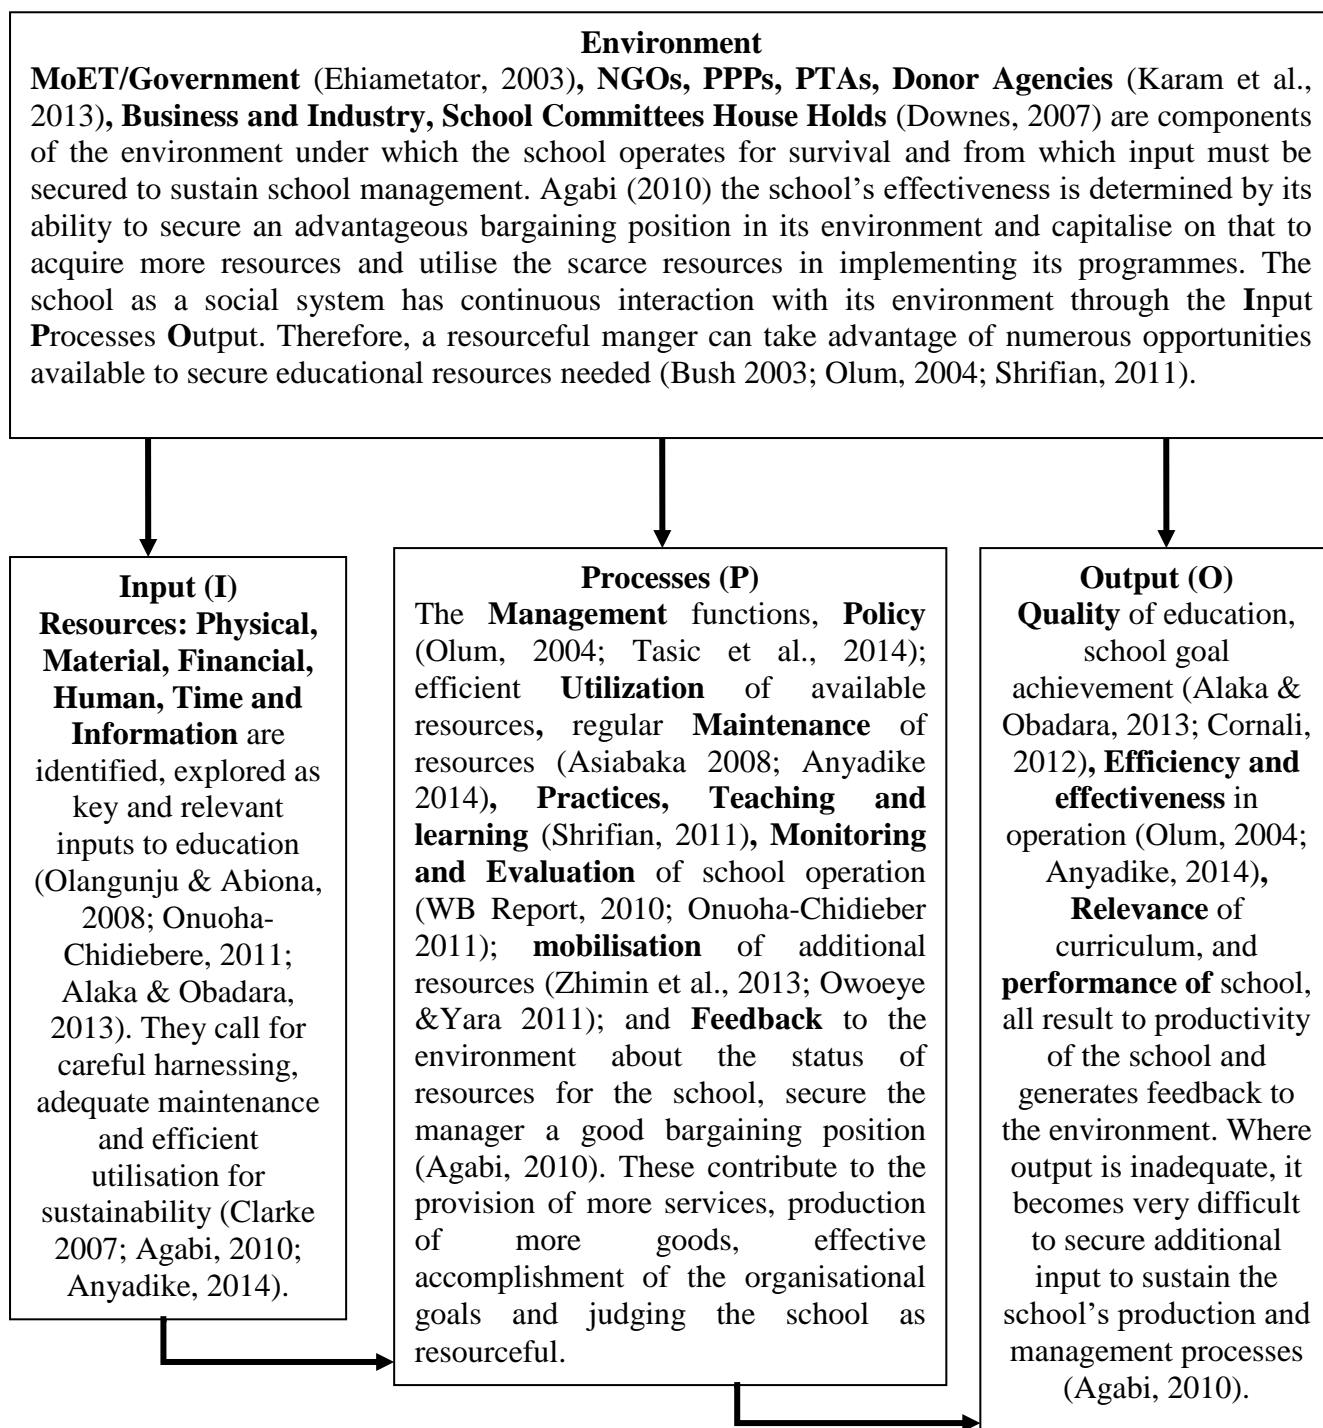 Environment
MoET/Government (Ehiametator, 2003), NGOs, PPPs, PTAs, Donor Agencies (Karam et al.,
2013), Business and Industry, School Committees House Holds (Downes, 2007) are components
of the environment under which the school operates for survival and from which input must be
secured to sustain school management. Agabi (2010) the school’s effectiveness is determined by its
ability to secure an advantageous bargaining position in its environment and capitalise on that to
acquire more resources and utilise the scarce resources in implementing its programmes. The
school as a social system has continuous interaction with its environment through the Input
Processes Output. Therefore, a resourceful manger can take advantage of numerous opportunities
available to secure educational resources needed (Bush 2003; Olum, 2004; Shrifian, 2011).
Input (I)
Resources: Physical,
Material, Financial,
Human, Time and
Information are
identified, explored as
key and relevant
inputs to education
(Olangunju & Abiona,
2008; Onuoha-
Chidiebere, 2011;
Alaka & Obadara,
2013). They call for
careful harnessing,
adequate maintenance
and efficient
utilisation for
sustainability (Clarke
2007; Agabi, 2010;
Anyadike, 2014).
Processes (P)
The Management functions, Policy
(Olum, 2004; Tasic et al., 2014);
efficient Utilization of available
resources, regular Maintenance of
resources (Asiabaka 2008; Anyadike
2014), Practices, Teaching and
learning (Shrifian, 2011), Monitoring
and Evaluation of school operation
(WB Report, 2010; Onuoha-Chidieber
2011); mobilisation of additional
resources (Zhimin et al., 2013; Owoeye
&Yara 2011); and Feedback to the
environment about the status of
resources for the school, secure the
manager a good bargaining position
(Agabi, 2010). These contribute to the
provision of more services, production
of more goods, effective
accomplishment of the organisational
goals and judging the school as
resourceful.
Output (O)
Quality of education,
school goal
achievement (Alaka &
Obadara, 2013; Cornali,
2012), Efficiency and
effectiveness in
operation (Olum, 2004;
Anyadike, 2014),
Relevance of
curriculum, and
performance of school,
all result to productivity
of the school and
generates feedback to
the environment. Where
output is inadequate, it
becomes very difficult
to secure additional
input to sustain the
school’s production and
management processes
(Agabi, 2010).